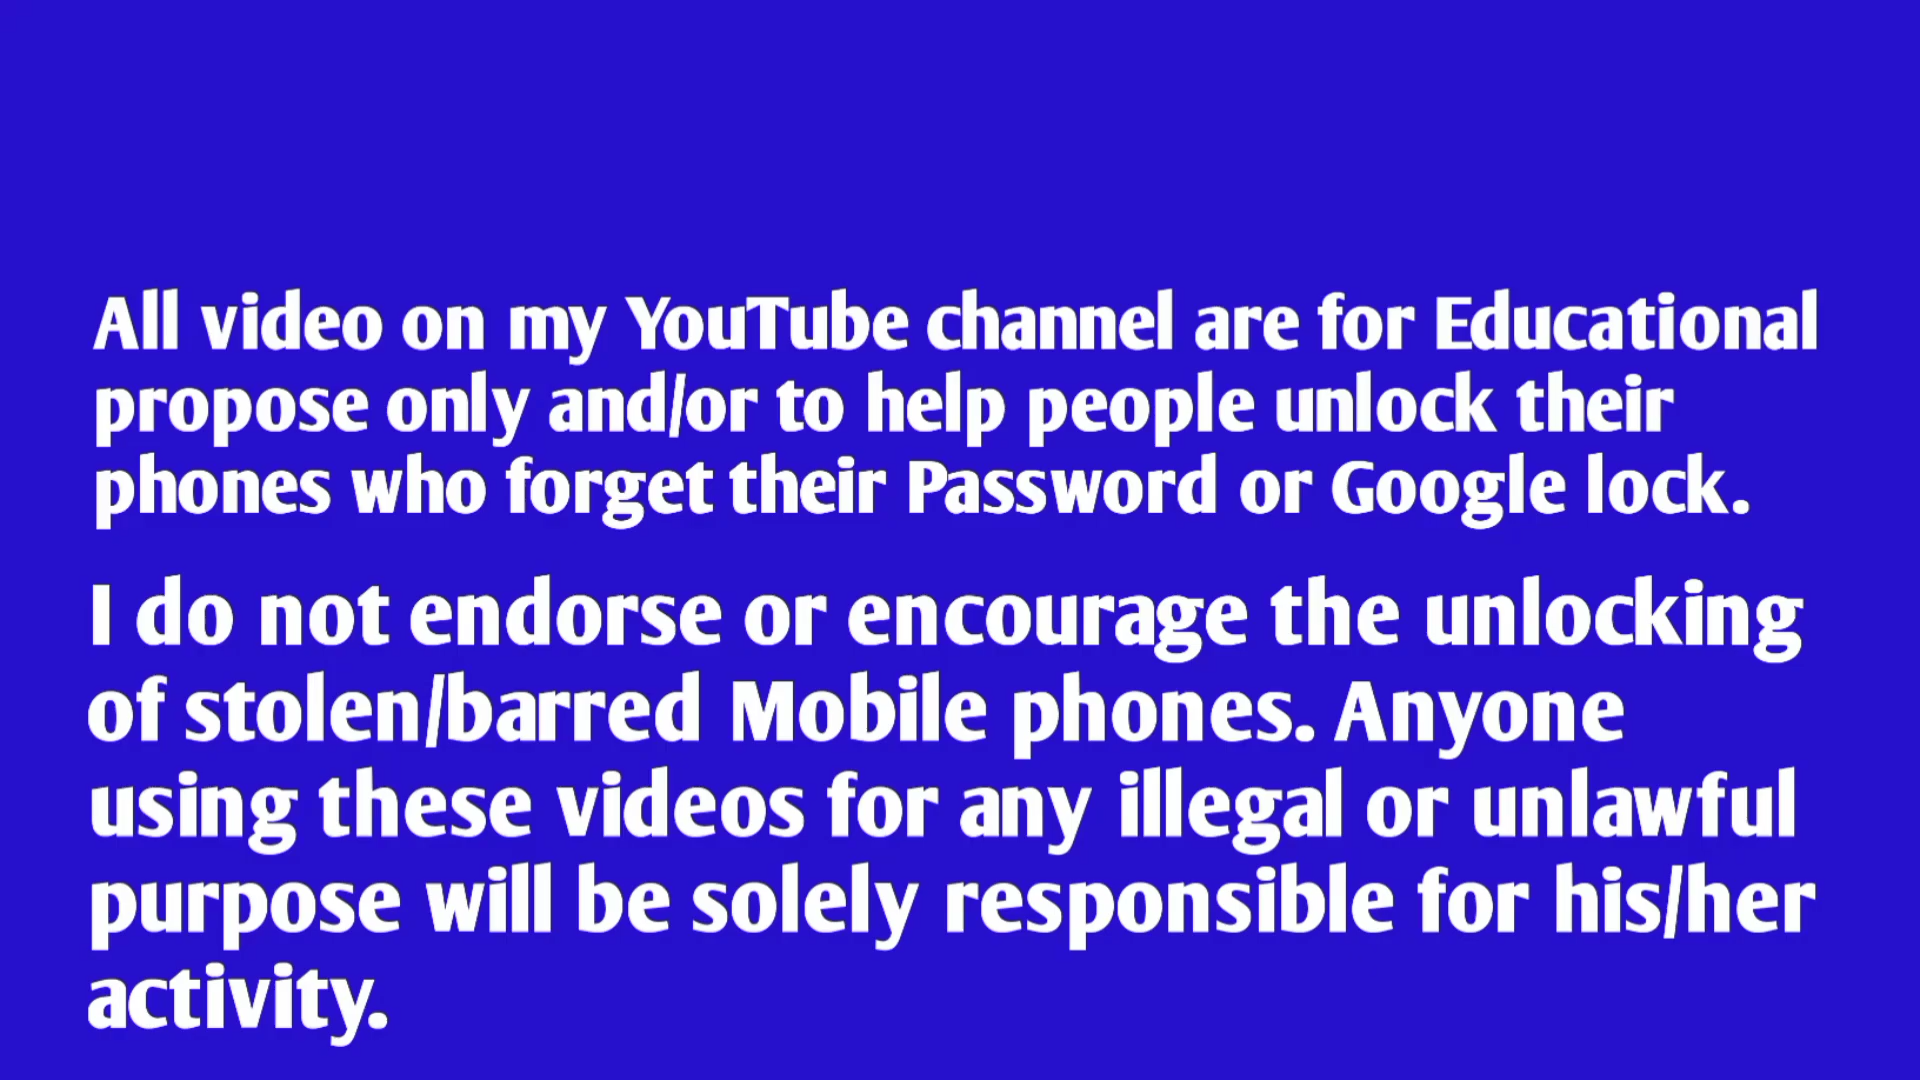 All video on my YouTube channel are for Educational
propose only and/or to help people unlock their
phones who forget their Password or Google lock.
I do not endorse or encourage the unlocking
of stolen/barred Mobile phones. Anyone
using these videos for any illegal or unlawful
purpose will be solely responsible for his/her
activity.